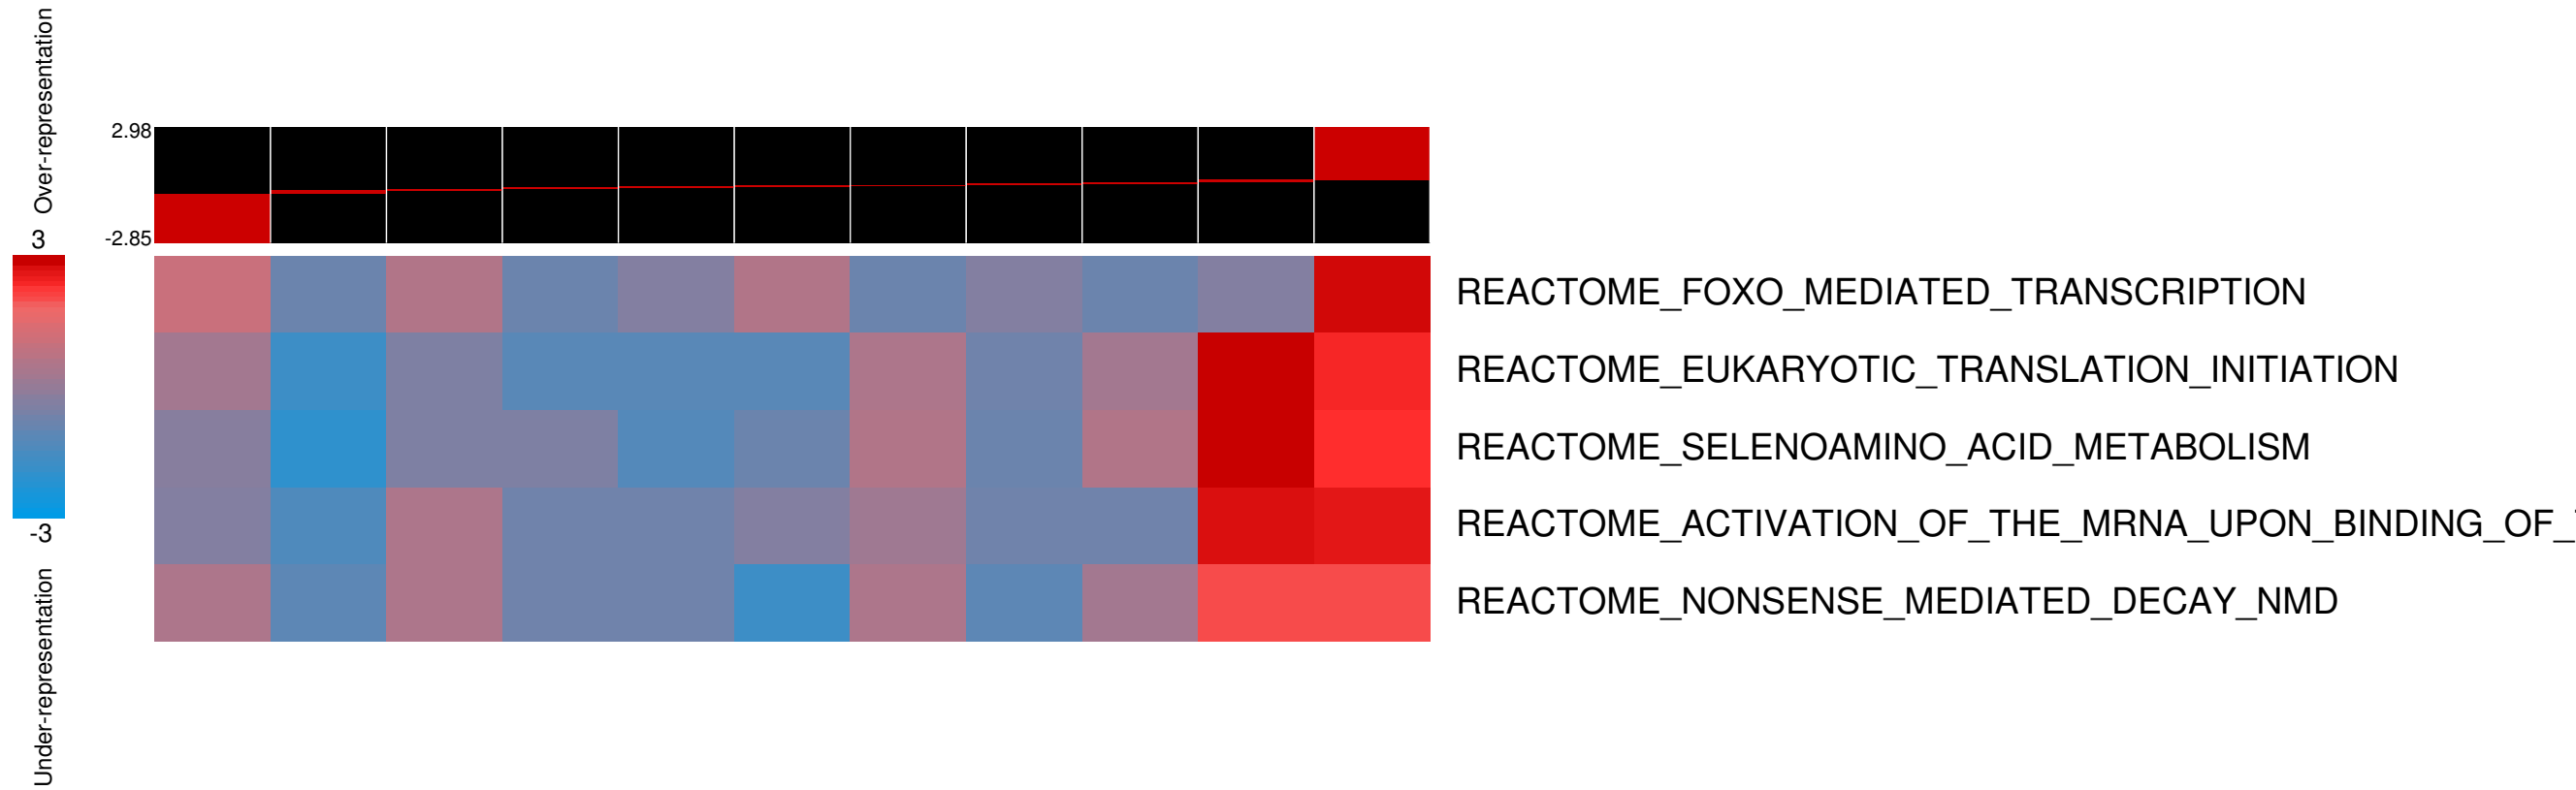 Over-representation
3
-3
Under-representation
2.98
-2.85
REACTOME_FOXO_MEDIATED_TRANSCRIPTION
REACTOME_EUKARYOTIC_TRANSLATION_INITIATION
REACTOME_SELENOAMINO_ACID_METABOLISM
REACTOME_ACTIVATION_OF_THE_MRNA_UPON_BINDING_OF_
REACTOME_NONSENSE_MEDIATED_DECAY_NMD